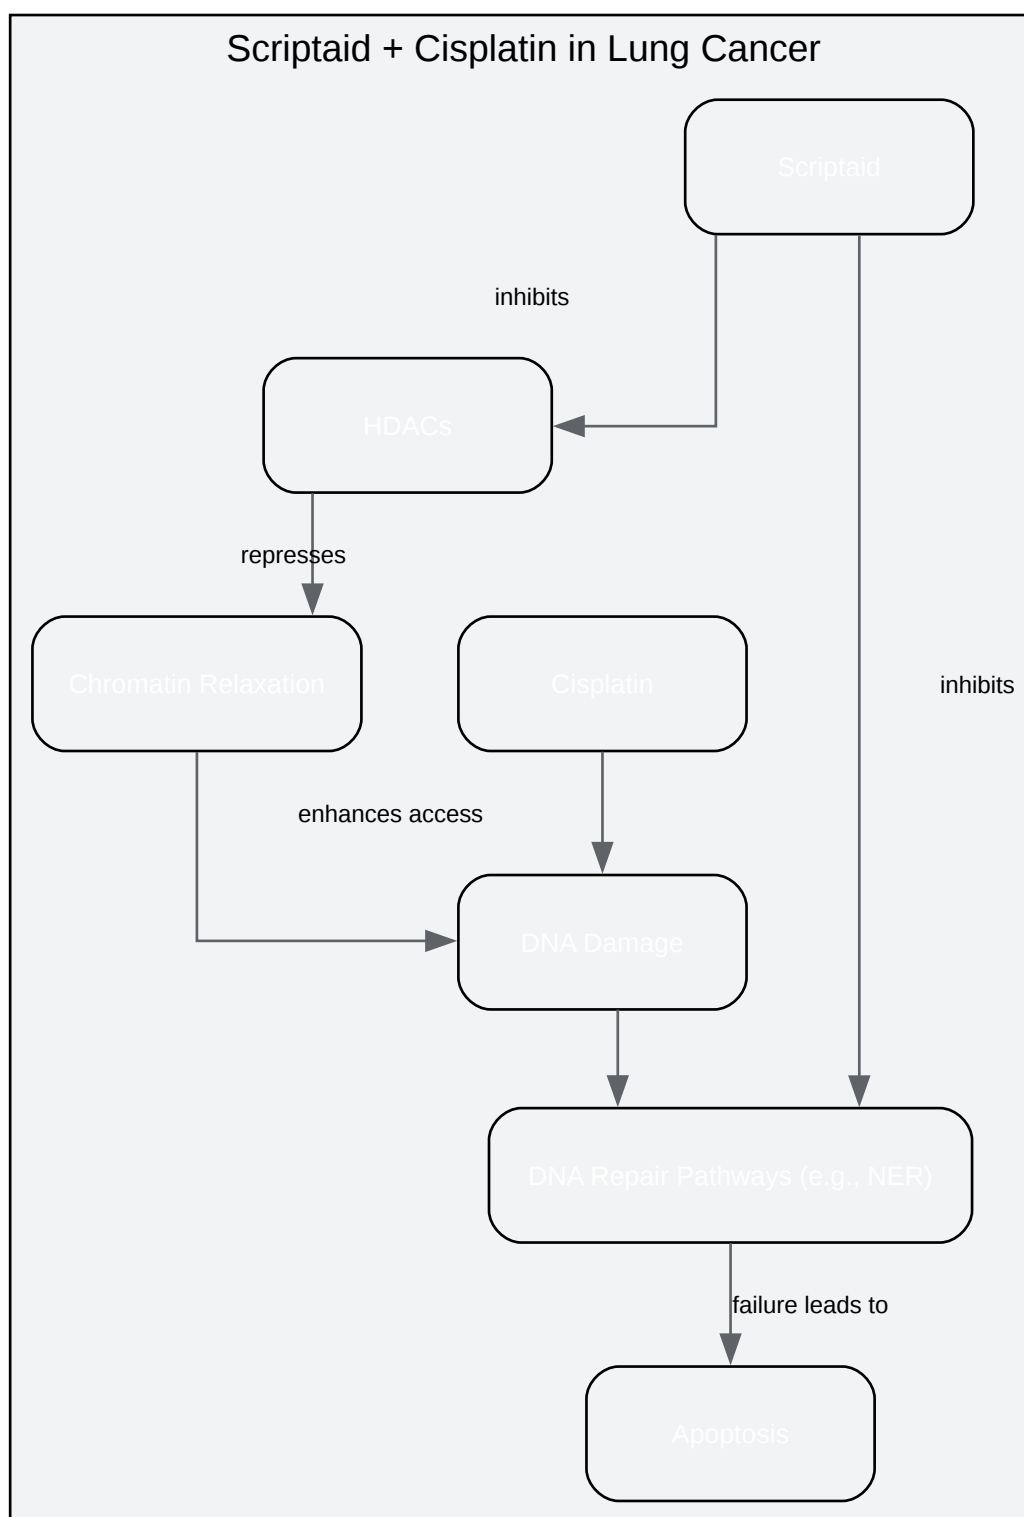 Scriptaid + Cisplatin in Lung Cancer
Scriptaid
inhibits
HDACs
represses
Chromatin Relaxation
Cisplatin
inhibits
enhances access
DNA Damage
DNA Repair Pathways (e.g., NER)
failure leads to
Apoptosis